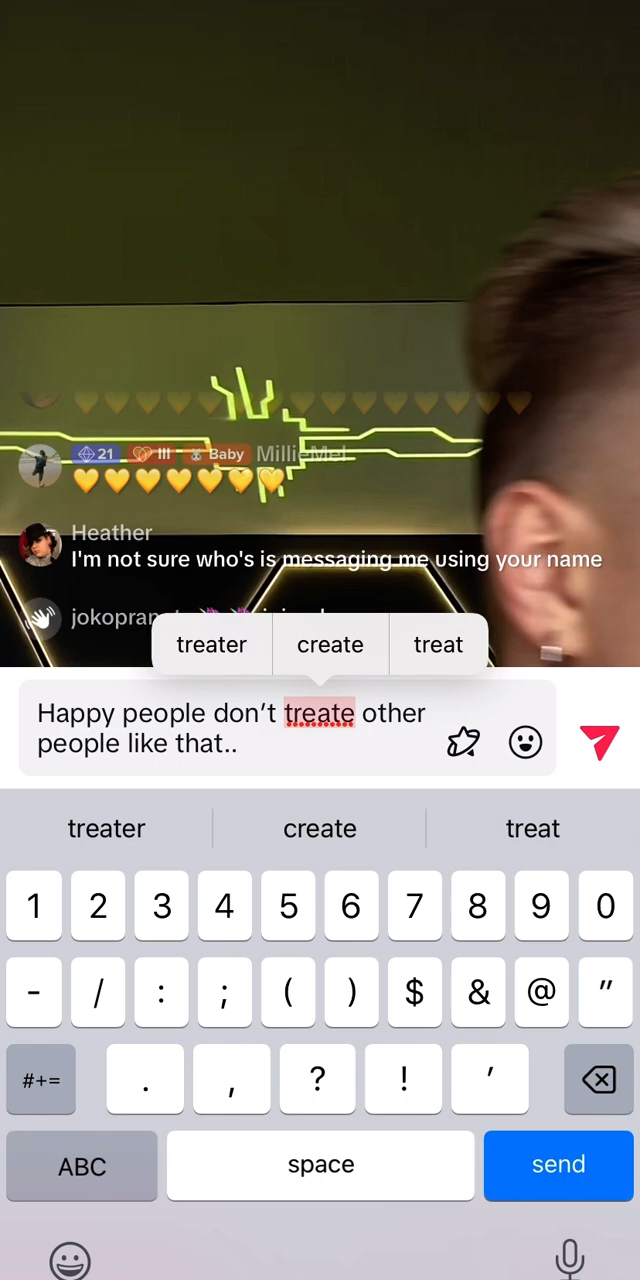 21 III Baby MillieMel
💛💛💛💛💛💛💛
Heather
I'm not sure who's is messaging me using your name
treater create treat
Happy people don't treate other
people like that..
treater create treat
1 2 3 4 5 6 7 8 9 0
- / : ; ( ) $ & @ "
#+= . , ? ! '
ABC space send